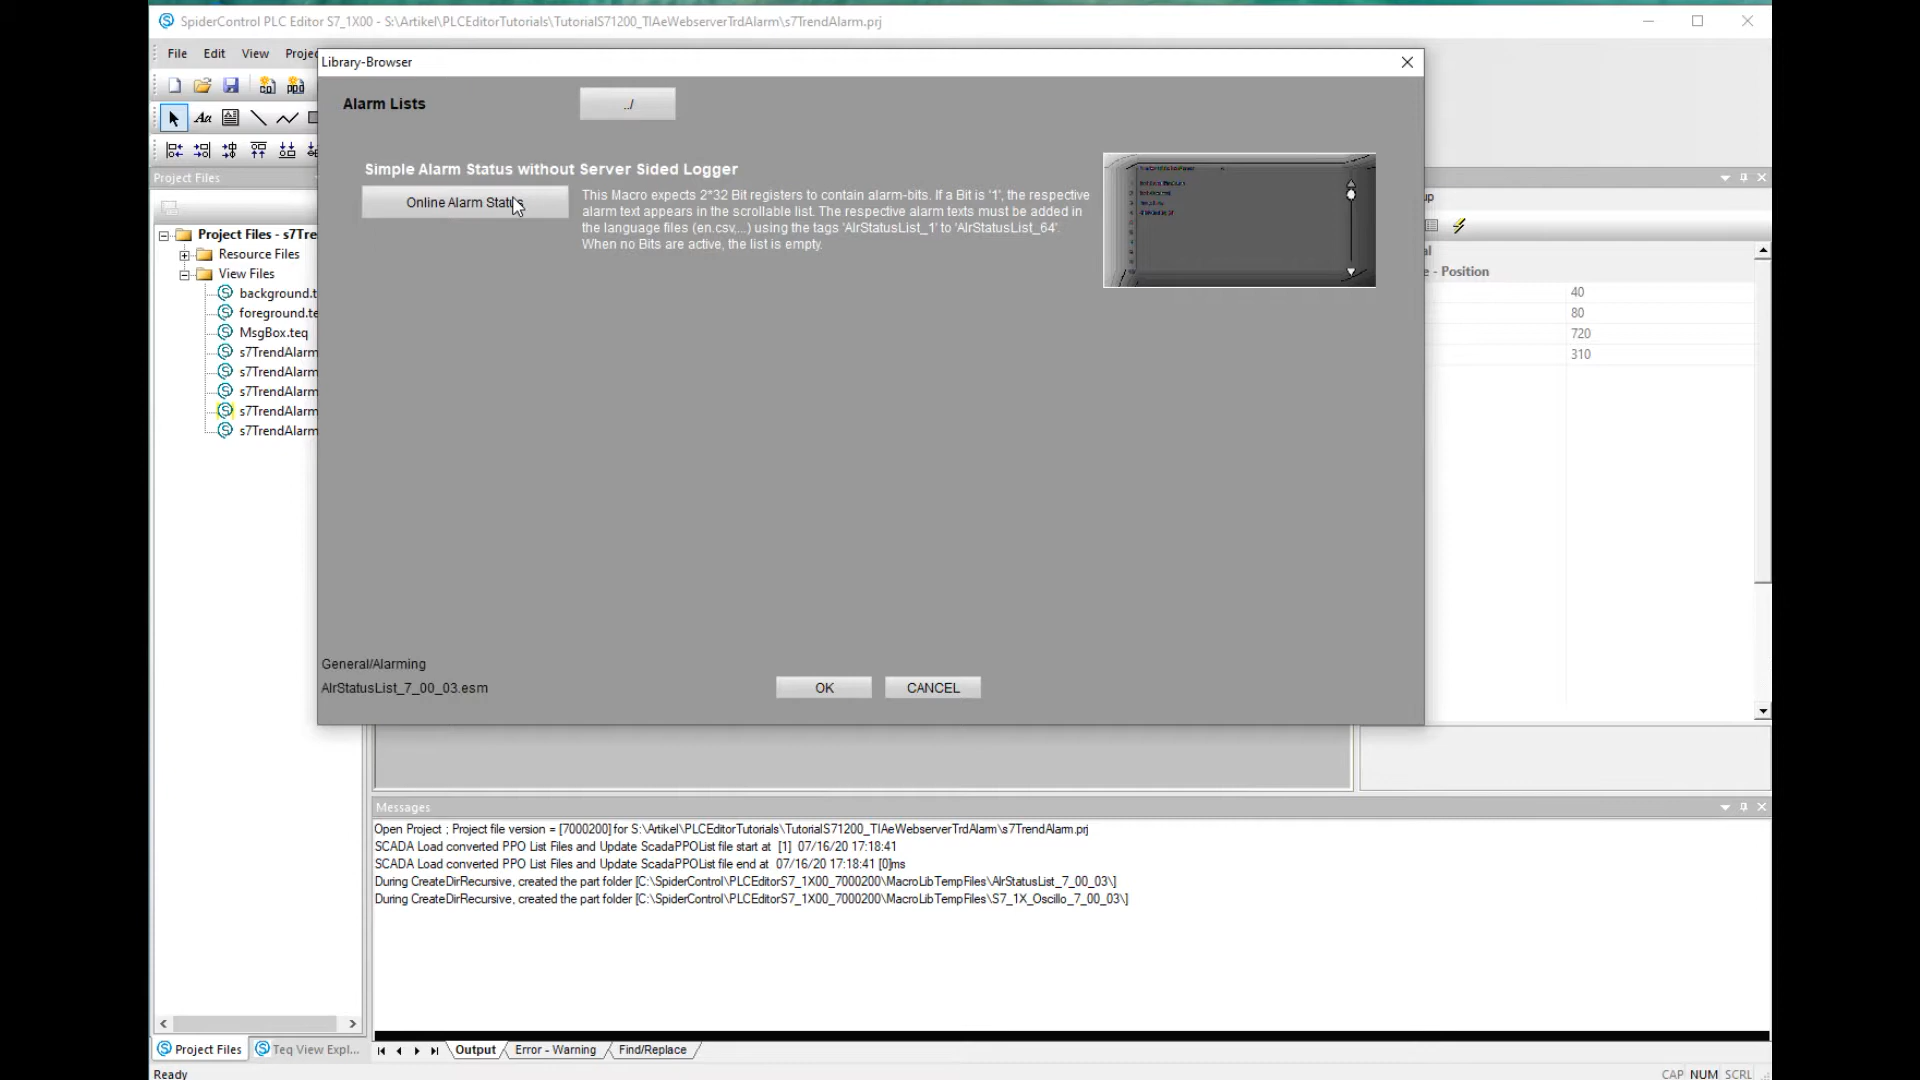 SpiderControl PLC Editor S7_1X00 - S:\Artikel\PLCEditorTutorials\TutorialS71200_TIAeWebserverTrdAlarm\s7TrendAlarm.prj
File Edit View Projec
Library-Browser
Alarm Lists
../
Simple Alarm Status without Server Sided Logger
Online Alarm Status
This Macro expects 2*32 Bit registers to contain alarm-bits. If a Bit is '1', the respective
alarm text appears in the scrollable list. The respective alarm texts must be added in
the language files (en.csv,...) using the tags 'AlrStatusList_1' to 'AlrStatusList_64'.
When no Bits are active, the list is empty.
Project Files
Project Files - s7Tre
Resource Files
View Files
background.t
foreground.te
MsgBox.teq
s7TrendAlarm
s7TrendAlarm
s7TrendAlarm
s7TrendAlarm
s7TrendAlarm
up
al
e - Position
40
80
720
310
General/Alarming
AlrStatusList_7_00_03.esm
OK CANCEL
Messages
Open Project ; Project file version = [7000200] for S:\Artikel\PLCEditorTutorials\TutorialS71200_TIAeWebserverTrdAlarm\s7TrendAlarm.prj
SCADA Load converted PPO List Files and Update ScadaPPOList file start at [1] 07/16/20 17:18:41
SCADA Load converted PPO List Files and Update ScadaPPOList file end at 07/16/20 17:18:41 [0]ms
During CreateDirRecursive, created the part folder [C:\SpiderControl\PLCEditorS7_1X00_7000200\MacroLibTempFiles\AlrStatusList_7_00_03\]
During CreateDirRecursive, created the part folder [C:\SpiderControl\PLCEditorS7_1X00_7000200\MacroLibTempFiles\S7_1X_Oscillo_7_00_03\]
Project Files Teq View Expl... Output Error - Warning Find/Replace
Ready CAP NUM SCRL